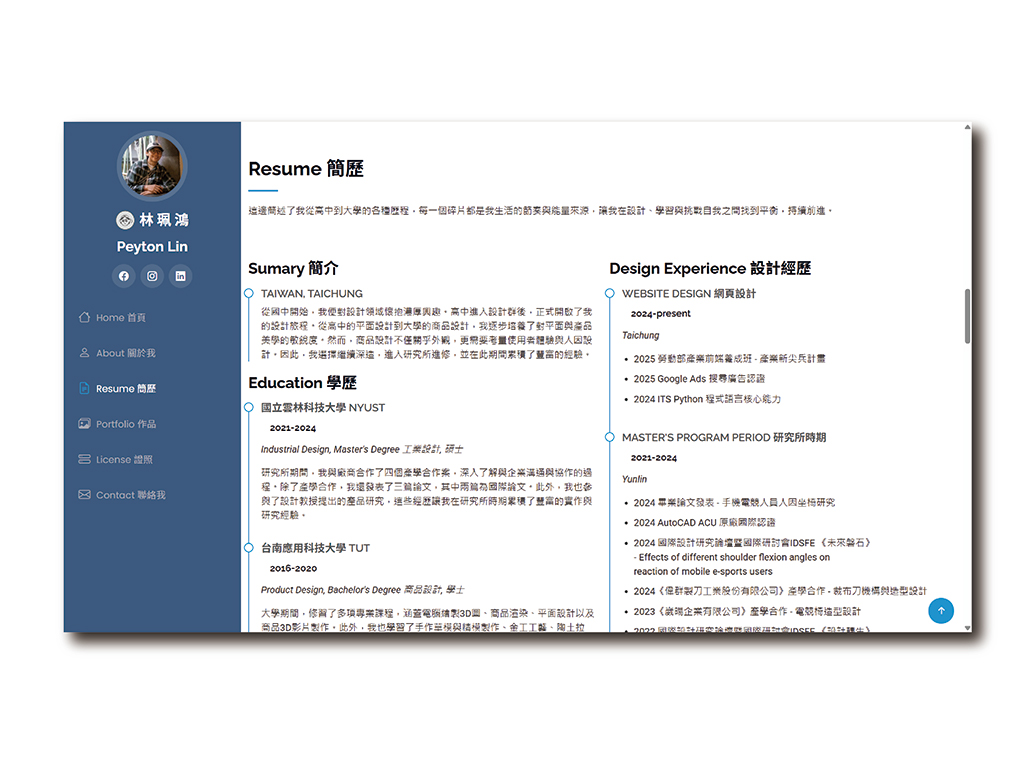 林珮鴻
Peyton Lin
Home 首頁
About 關於我
Resume 簡歷
Portfolio 作品
License 證照
Contact 聯絡我
Resume 簡歷
這邊簡述了我從高中到大學的各種歷程，每一個碎片都是我生活的節奏與能量來源，讓我在設計、學習與挑戰自我之間找到平衡，持續前進。
Sumary 簡介
TAIWAN, TAICHUNG
從國中開始，我便對設計領域懷抱濃厚興趣。高中進入設計群後，正式開啟了我
的設計旅程。從高中的平面設計到大學的商品設計，我逐步培養了對平面與產品
美學的敏銳度。然而，商品設計不僅關乎外觀，更需要考量使用者體驗與人因設
計。因此，我選擇繼續深造，進入研究所進修，並在此期間累積了豐富的經驗。
Education 學歷
國立雲林科技大學 NYUST
2021-2024
Industrial Design, Master's Degree 工業設計, 碩士
研究所期間，我與廠商合作了四個產學合作案，深入了解與企業溝通與協作的過
程。除了產學合作，我還發表了三篇論文，其中兩篇為國際論文。此外，我也參
與了設計教授提出的產品研究，這些經歷讓我在研究所時期累積了豐富的實作與
研究經驗。
台南應用科技大學 TUT
2016-2020
Product Design, Bachelor's Degree 商品設計, 學士
大學期間，修習了多項專業課程，涵蓋電腦繪製3D圖、商品渲染、平面設計以及
商品3D影片製作。此外，我也學習了手作草模與精模製作、金工工藝、陶土拉
Design Experience 設計經歷
WEBSITE DESIGN 網頁設計
2024-present
Taichung
2025 勞動部產業前端養成班 - 產業新尖兵計畫
2025 Google Ads 搜尋廣告認證
2024 ITS Python 程式語言核心能力
MASTER'S PROGRAM PERIOD 研究所時期
2021-2024
Yunlin
2024 畢業論文發表 - 手機電競人員人因坐椅研究
2024 AutoCAD ACU 原廠國際認證
2024 國際設計研究論壇暨國際研討會IDSFE 《未來磐石》
- Effects of different shoulder flexion angles on
reaction of mobile e-sports users
2024《偉群製刀工業股份有限公司》產學合作 - 裁布刀機構與造型設計
2023《歲暘企業有限公司》產學合作 - 電競椅造型設計
2022 國際設計研究論壇暨國際研討會IDSFE 《設計轉生》